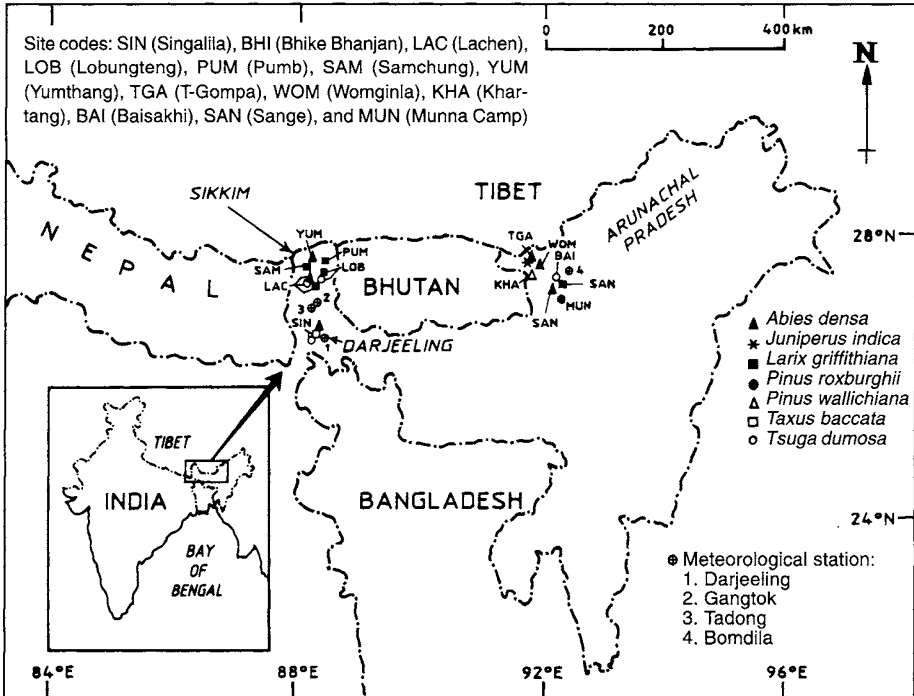 Site codes: SIN (Singalila), BHI (Bhike Bhanjan), LAC (Lachen),
LOB (Lobungteng), PUM (Pumb), SAM (Samchung), YUM
(Yumthang), TGA (T-Gompa), WOM (Womginla), KHA (Khar-
tang), BAI (Baisakhi), SAN (Sange), and MUN (Munna Camp)
0 200 400km
N
TIBET
SIKKIM
ARUNACHAL
PRADESH
NEPAL
28°N
YUM
PUM
SAM
LOB
LAC
TGA
WOM
BAI
4
KHA
SAN
BHUTAN
MUN
SAN
2
3
SIN
1
DARJEELING
Abies densa
Juniperus indica
Larix griffithiana
Pinus roxburghii
Pinus wallichiana
Taxus baccata
Tsuga dumosa
TIBET
INDIA
BAY
OF
BENGAL
BANGLADESH
24°N
Meteorological station:
1. Darjeeling
2. Gangtok
3. Tadong
4. Bomdila
84°E 88°E 92°E 96°E